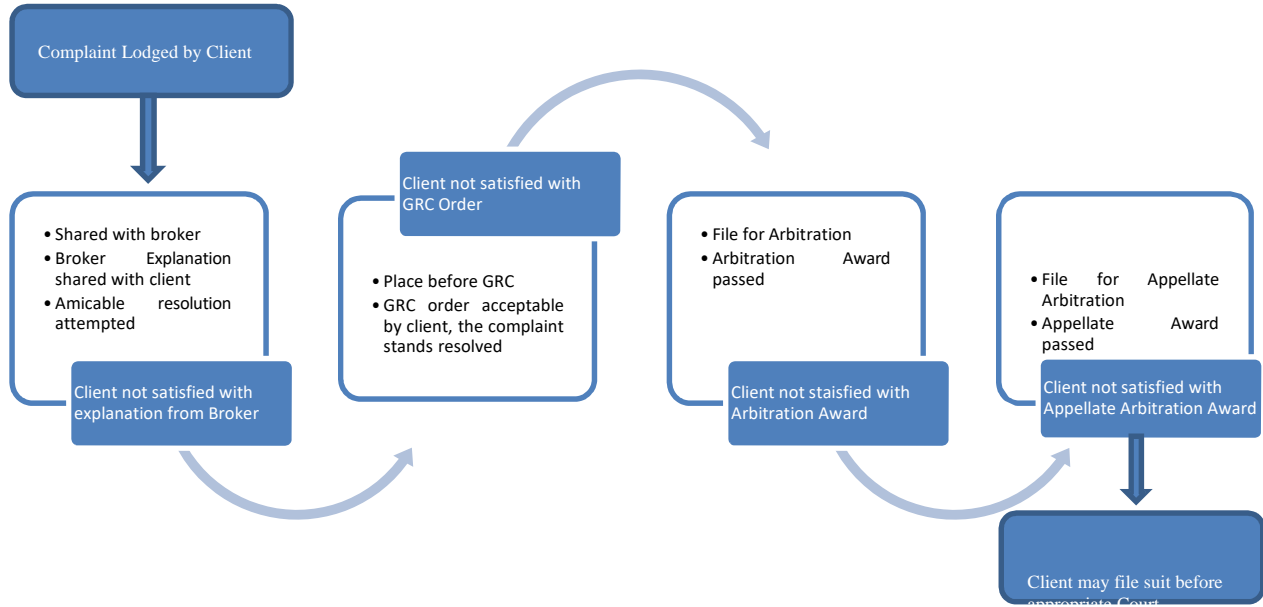 Complaint Lodged by Client
• Shared with broker
• Broker Explanation
shared with client
• Amicable resolution
attempted
Client not satisfied with
explanation from Broker
Client not satisfied with
GRC Order
• Place before GRC
• GRC order acceptable
by client, the complaint
stands resolved
• File for Arbitration
• Arbitration Award
passed
Client not staisfied with
Arbitration Award
• File for Appellate
Arbitration
• Appellate Award
passed
Client not satisfied with
Appellate Arbitration Award
Client may file suit before
appropriate Court